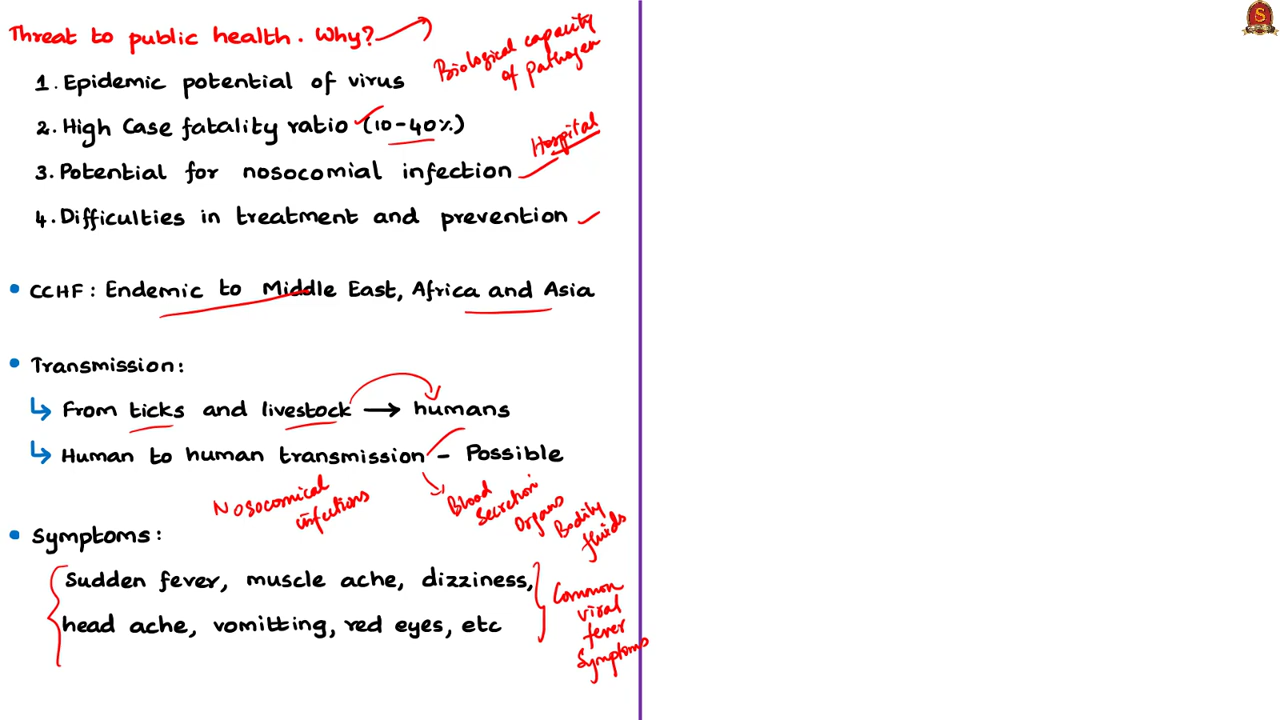 Threat to public health. Why?
Biological capacity
of pathogen
1. Epidemic potential of virus
2. High Case fatality ratio (10-40%)
Hospital
3. Potential for nosocomial infection
4. Difficulties in treatment and prevention
• CCHF: Endemic to Middle East, Africa and Asia
• Transmission:
↳ From ticks and livestock → humans
↳ Human to human transmission - Possible
Nosocomical
infections
Blood
Secretion
Organs
Bodily
fluids
• Symptoms:
Sudden fever, muscle ache, dizziness,
head ache, vomitting, red eyes, etc
Common
viral
fever
Symptoms
S